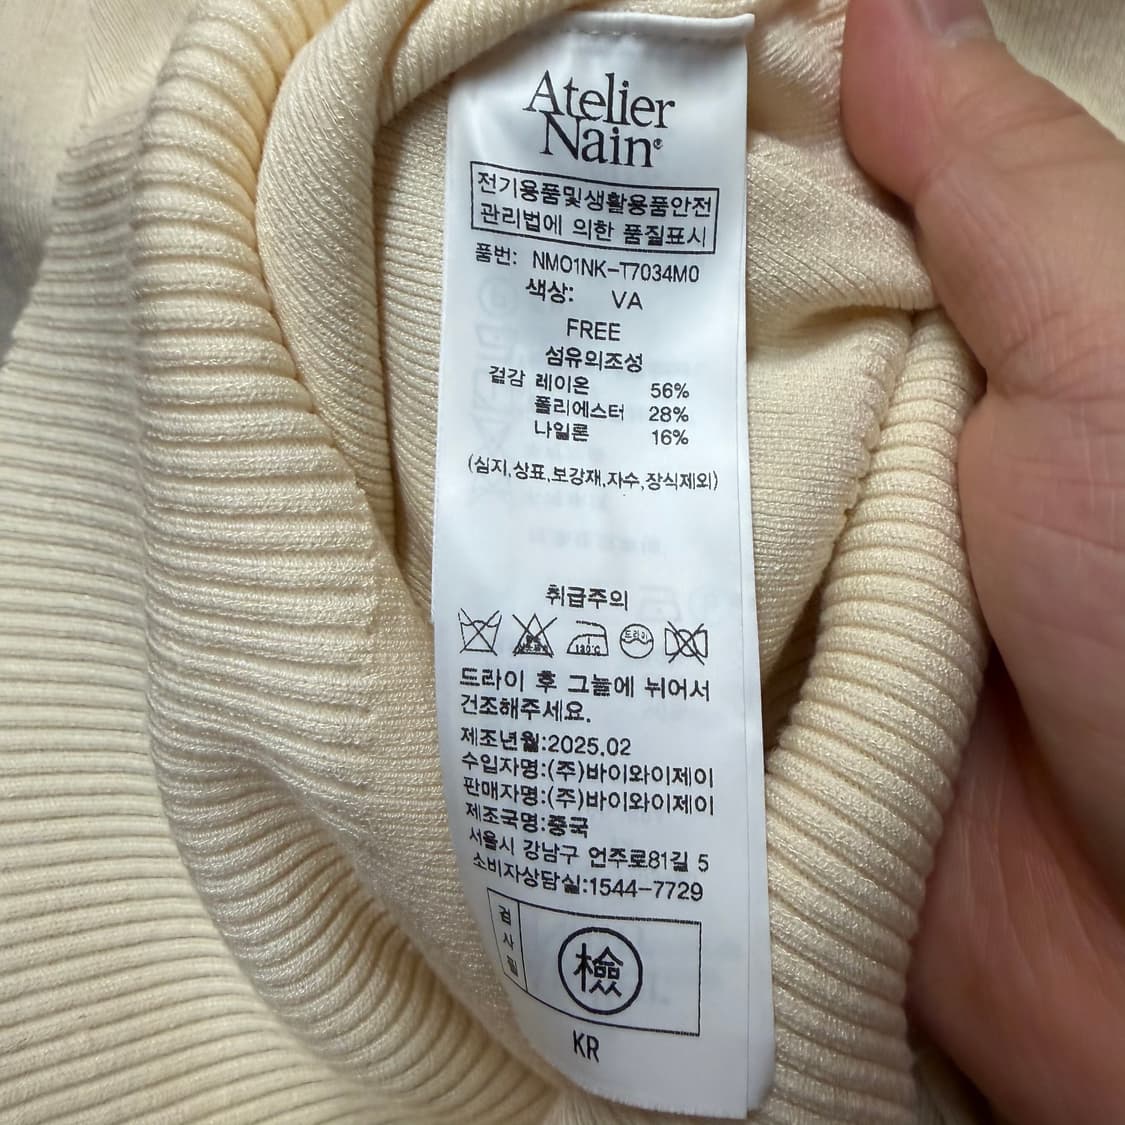 Atelier
Nain®
전기용품및생활용품안전
관리법에 의한 품질표시
품번: NM01NK-T7034M0
색상: VA
FREE
섬유의조성
겉감 레이온 56%
폴리에스터 28%
나일론 16%
(심지,상표,보강재,자수,장식제외)
취급주의
130℃ 드라이
드라이 후 그늘에 뉘어서
건조해주세요.
제조년월:2025.02
수입자명:(주)바이와이제이
판매자명:(주)바이와이제이
제조국명:중국
서울시 강남구 언주로81길 5
소비자상담실:1544-7729
검사필
檢
KR